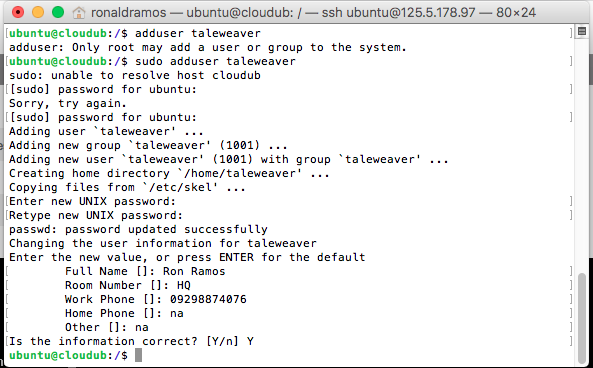 ronaldramos — ubuntu@cloudub: / — ssh ubuntu@125.5.178.97 — 80×24
[ubuntu@cloudub:/$ adduser taleweaver ]
adduser: Only root may add a user or group to the system.
[ubuntu@cloudub:/$ sudo adduser taleweaver ]
sudo: unable to resolve host cloudub
[[sudo] password for ubuntu: ]
Sorry, try again.
[[sudo] password for ubuntu: ]
Adding user `taleweaver' ...
Adding new group `taleweaver' (1001) ...
Adding new user `taleweaver' (1001) with group `taleweaver' ...
Creating home directory `/home/taleweaver' ...
Copying files from `/etc/skel' ...
[Enter new UNIX password: ]
[Retype new UNIX password: ]
passwd: password updated successfully
Changing the user information for taleweaver
Enter the new value, or press ENTER for the default
[ Full Name []: Ron Ramos ]
[ Room Number []: HQ ]
[ Work Phone []: 09298874076 ]
[ Home Phone []: na ]
[ Other []: na ]
[Is the information correct? [Y/n] Y ]
ubuntu@cloudub:/$